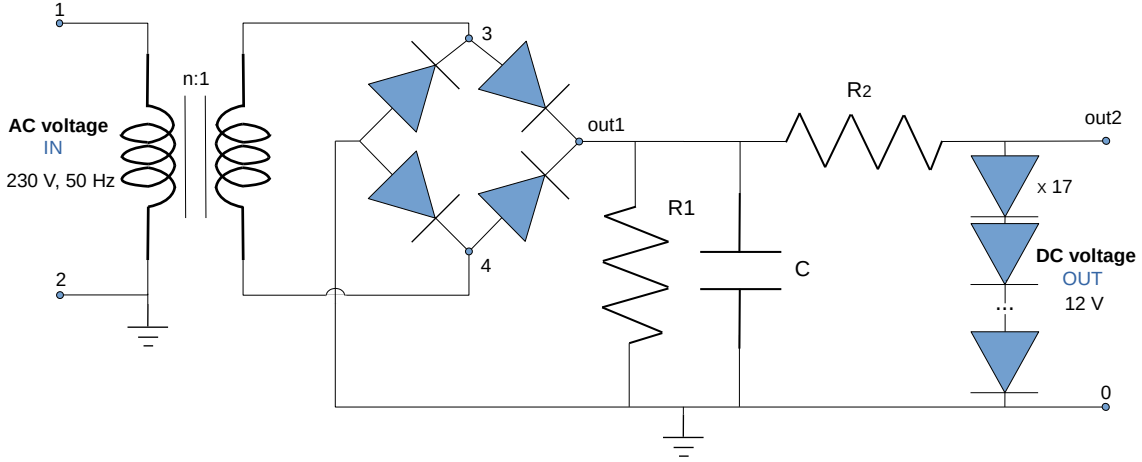 1
n:1
AC voltage
IN
230 V, 50 Hz
2
3
4
out1
R1
C
R2
out2
x 17
DC voltage
OUT
12 V
...
0